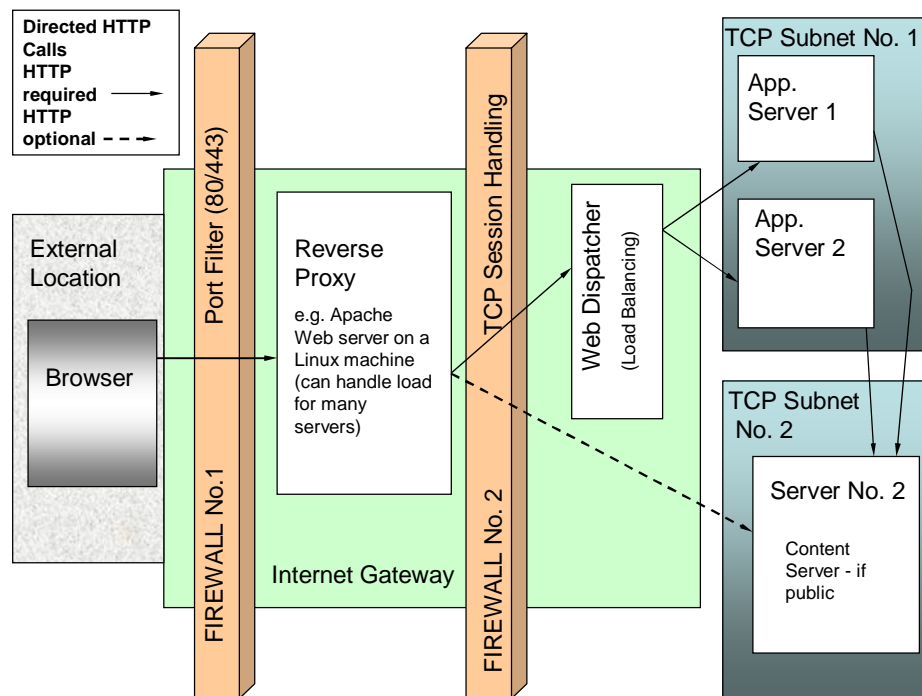 Directed HTTP
Calls
HTTP
required
HTTP
optional
External
Location
Browser
Port Filter (80/443)
FIREWALL No.1
Reverse
Proxy
e.g. Apache
Web server on a
Linux machine
(can handle load
for many
servers)
Internet Gateway
TCP Session Handling
FIREWALL No. 2
Web Dispatcher
(Load Balancing)
TCP Subnet No. 1
App.
Server 1
App.
Server 2
TCP Subnet
No. 2
Server No. 2
Content
Server - if
public